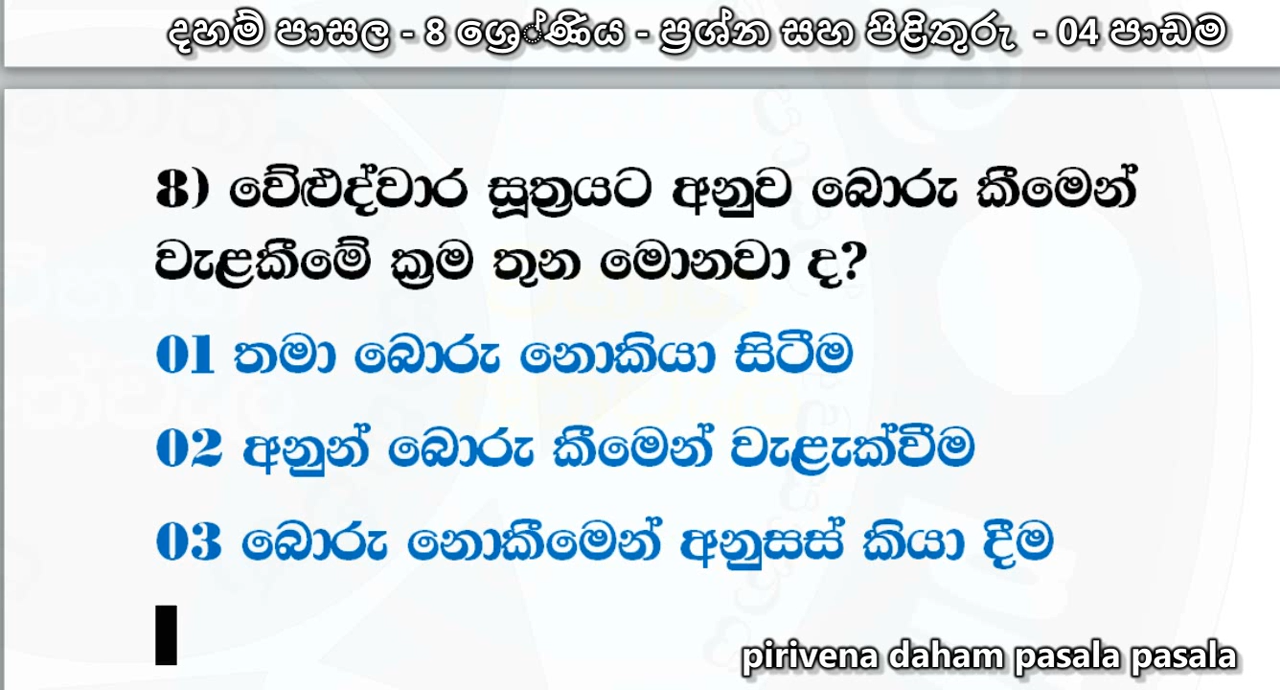 දහම් පාසල - 8 ශ්‍රේණිය - ප්‍රශ්න සහ පිළිතුරු - 04 පාඩම
8) වේළුද්වාර සූත්‍රයට අනුව බොරු කීමෙන්
වැළකීමේ ක්‍රම තුන මොනවා ද?
01 තමා බොරු නොකියා සිටීම
02 අනුන් බොරු කීමෙන් වැළැක්වීම
03 බොරු නොකීමෙන් අනුසස් කියා දීම
pirivena daham pasala pasala